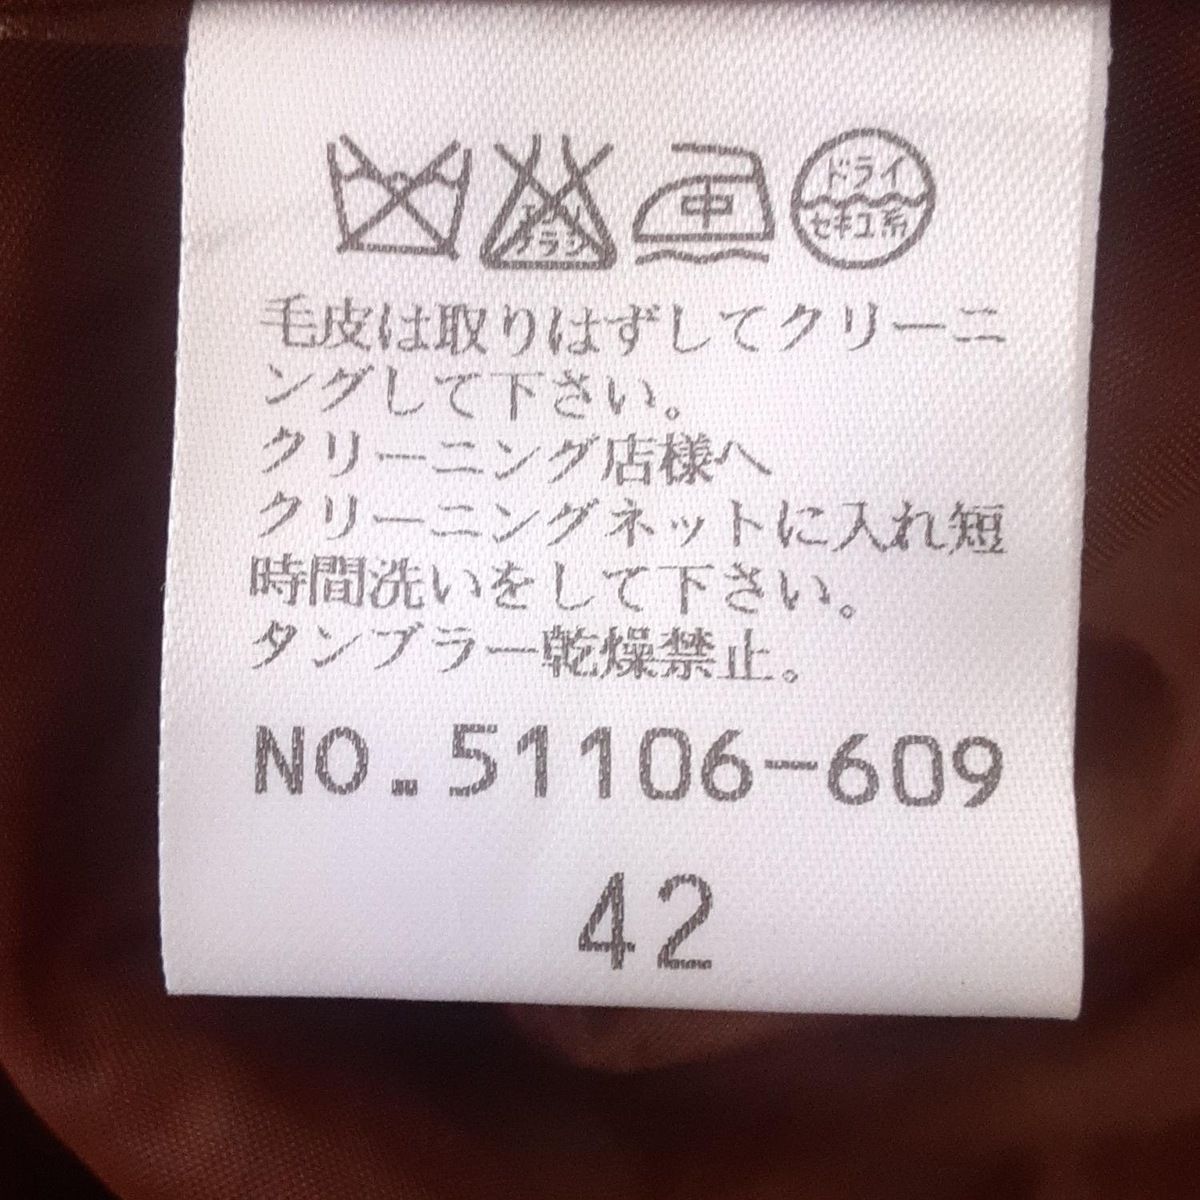 エンソ
サラシ
中
ドライ
セキユ系
毛皮は取りはずしてクリーニ
ングして下さい。
クリーニング店様へ
クリーニングネットに入れ短
時間洗いをして下さい。
タンブラー乾燥禁止。
NO.51106-609
42